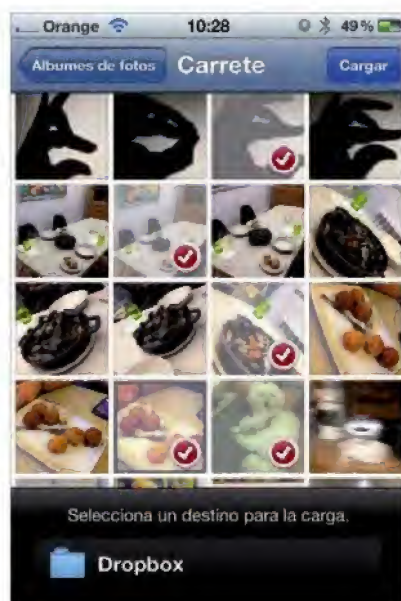 Orange 10:28 49%
Albumes de fotos Carrete Cargar
Selecciona un destino para la carga.
Dropbox